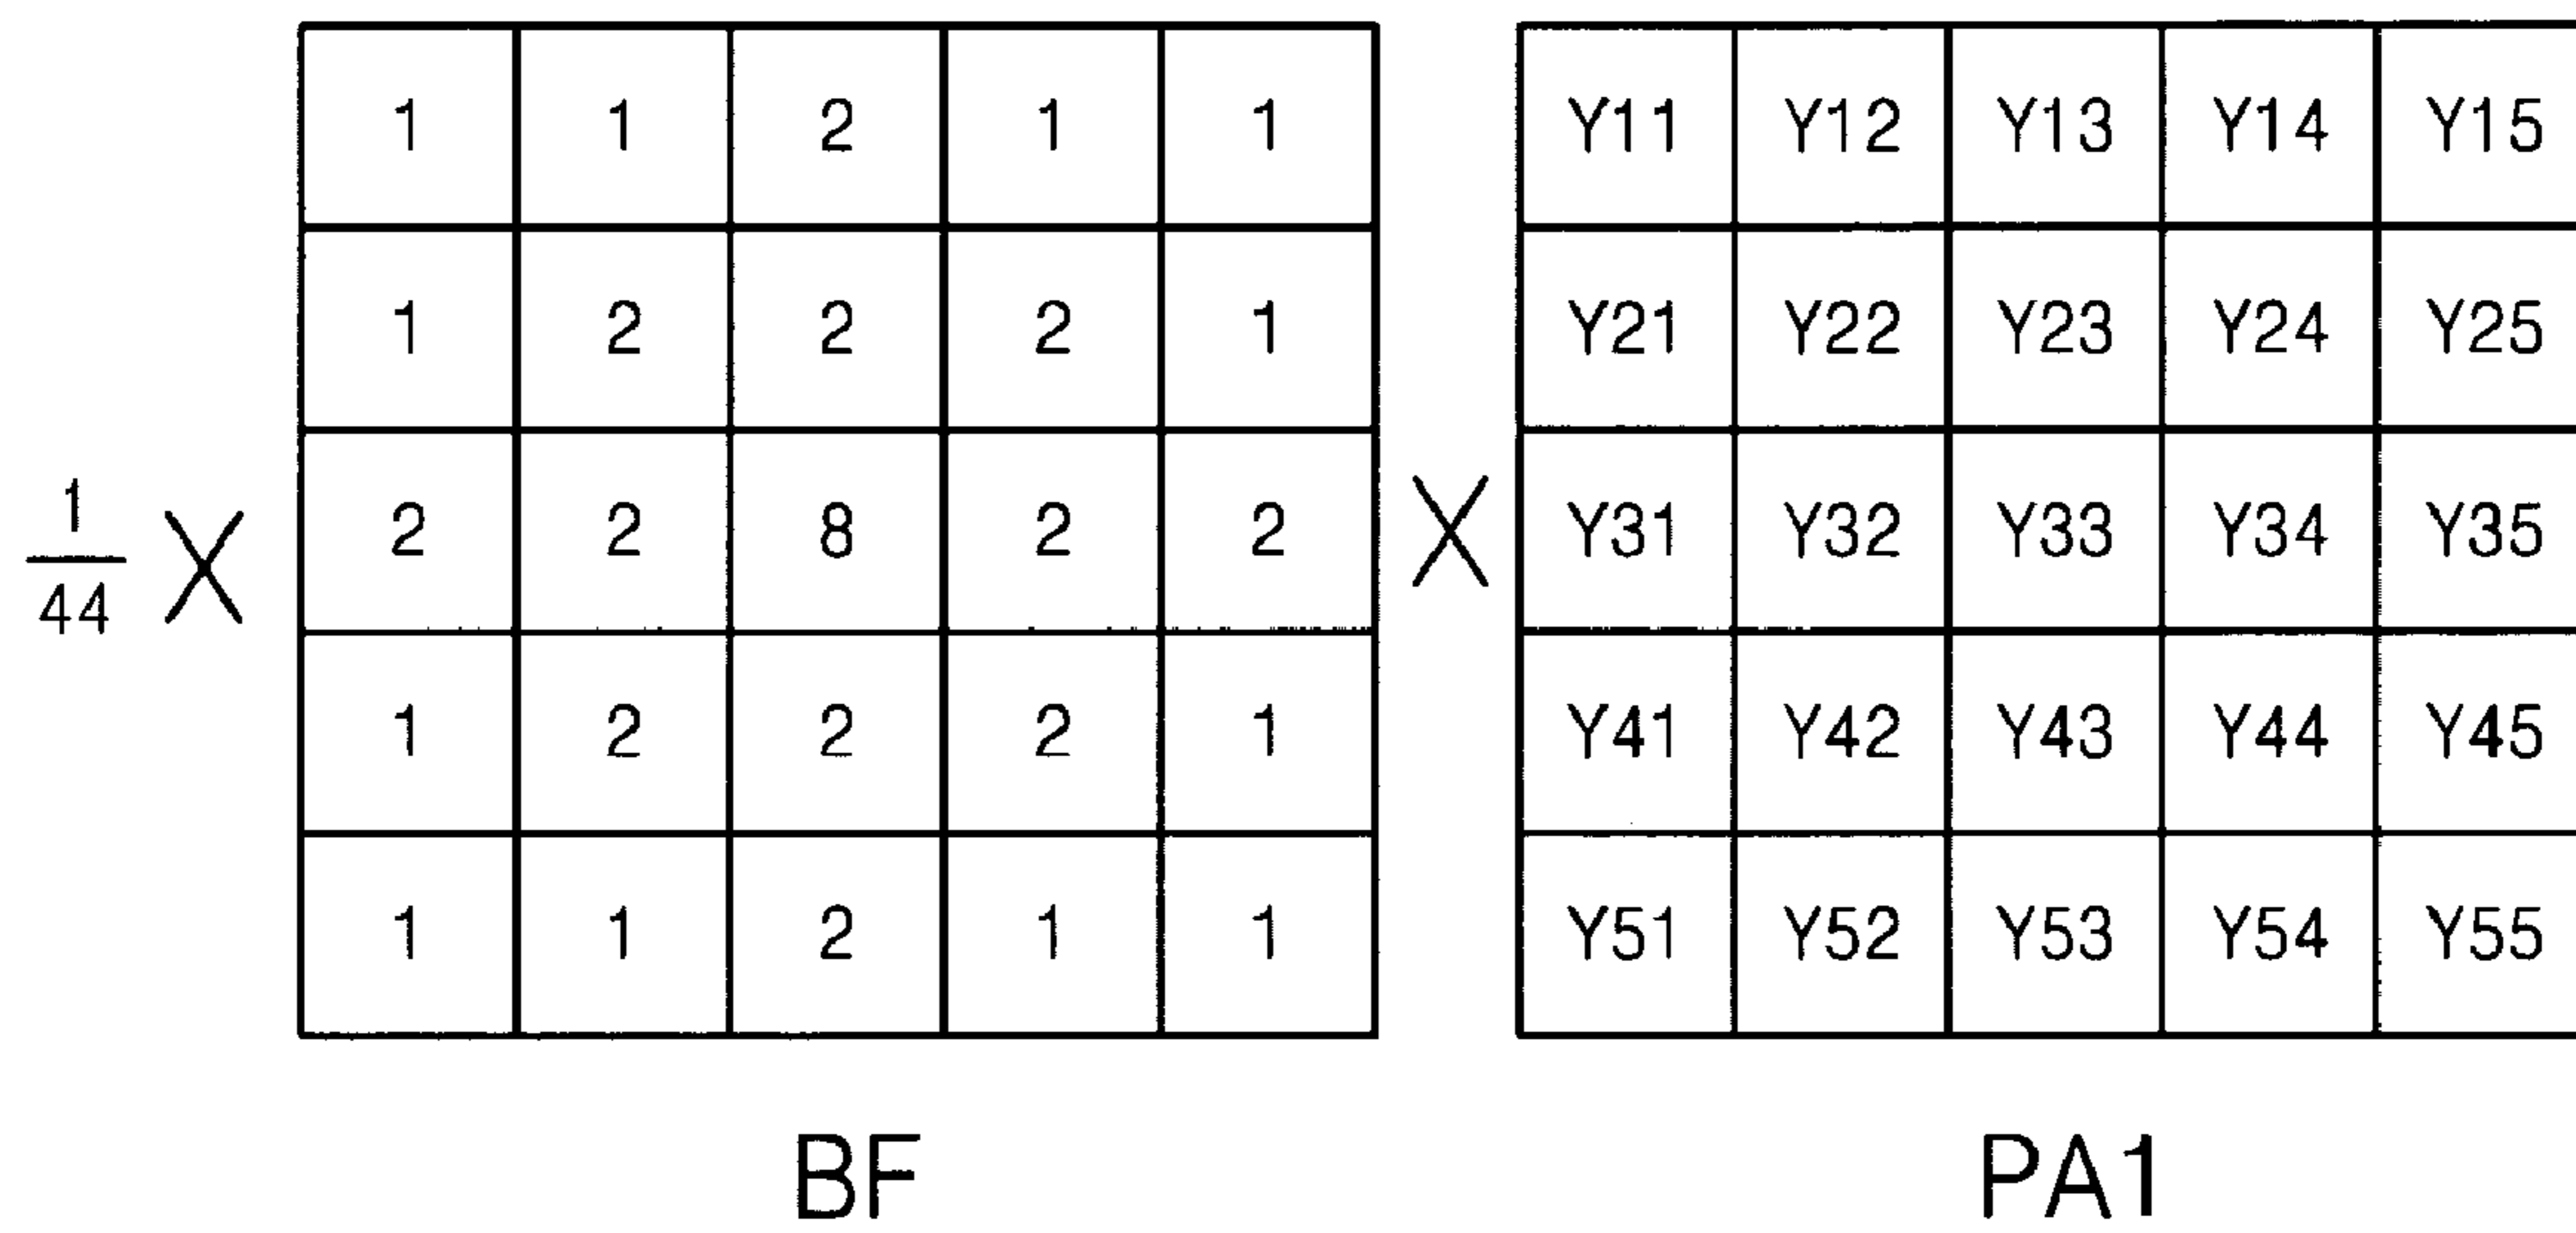 1 1 2 1 1 Y11 Y12 Y13 Y14 Y15
1 2 2 2 1 Y21 Y22 Y23 Y24 Y25
1/44 X 2 2 8 2 2 X Y31 Y32 Y33 Y34 Y35
1 2 2 2 1 Y41 Y42 Y43 Y44 Y45
1 1 2 1 1 Y51 Y52 Y53 Y54 Y55
BF PA1